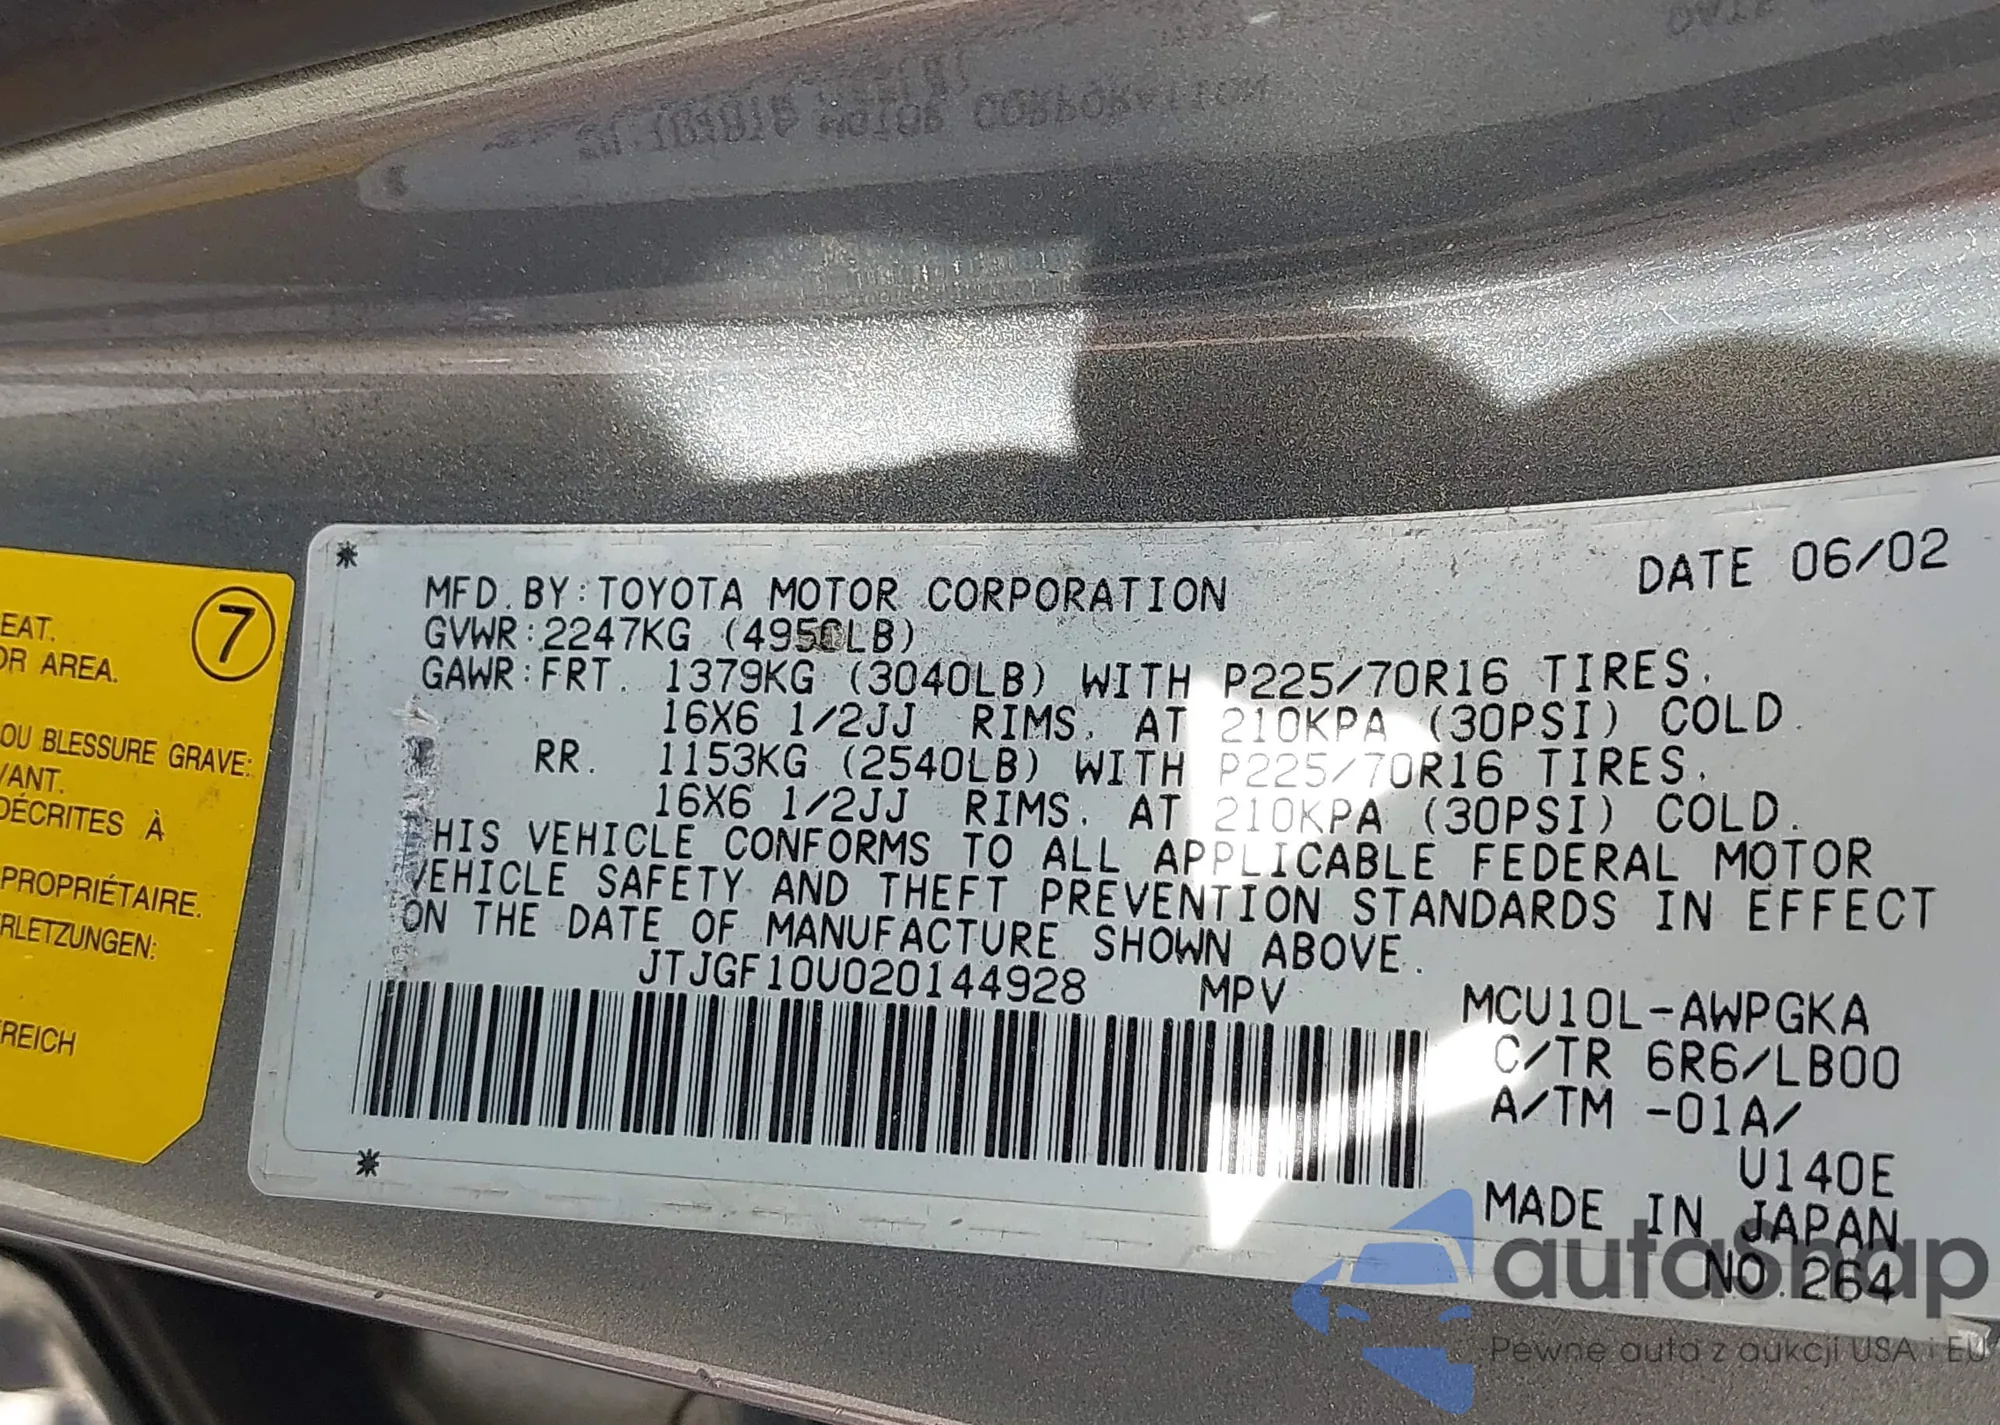 MOTOR CORPORATION
EAT.
OR AREA.
7
OU BLESSURE GRAVE:
VANT.
DÉCRITES À
PROPRIÉTAIRE.
RLETZUNGEN:
REICH
*
DATE 06/02
MFD. BY: TOYOTA MOTOR CORPORATION
GVWR: 2247KG (4950LB)
GAWR: FRT. 1379KG (3040LB) WITH P225/70R16 TIRES.
16X6 1/2JJ RIMS. AT 210KPA (30PSI) COLD.
RR. 1153KG (2540LB) WITH P225/70R16 TIRES.
16X6 1/2JJ RIMS. AT 210KPA (30PSI) COLD.
HIS VEHICLE CONFORMS TO ALL APPLICABLE FEDERAL MOTOR
VEHICLE SAFETY AND THEFT PREVENTION STANDARDS IN EFFECT
ON THE DATE OF MANUFACTURE SHOWN ABOVE.
JTJGF10U020144928 MPV
MCU10L-AWPGKA
C/TR 6R6/LB00
A/TM -01A/
U140E
MADE IN JAPAN
NO.264
*
autaSnap
Pewne auta z aukcji USA i EU